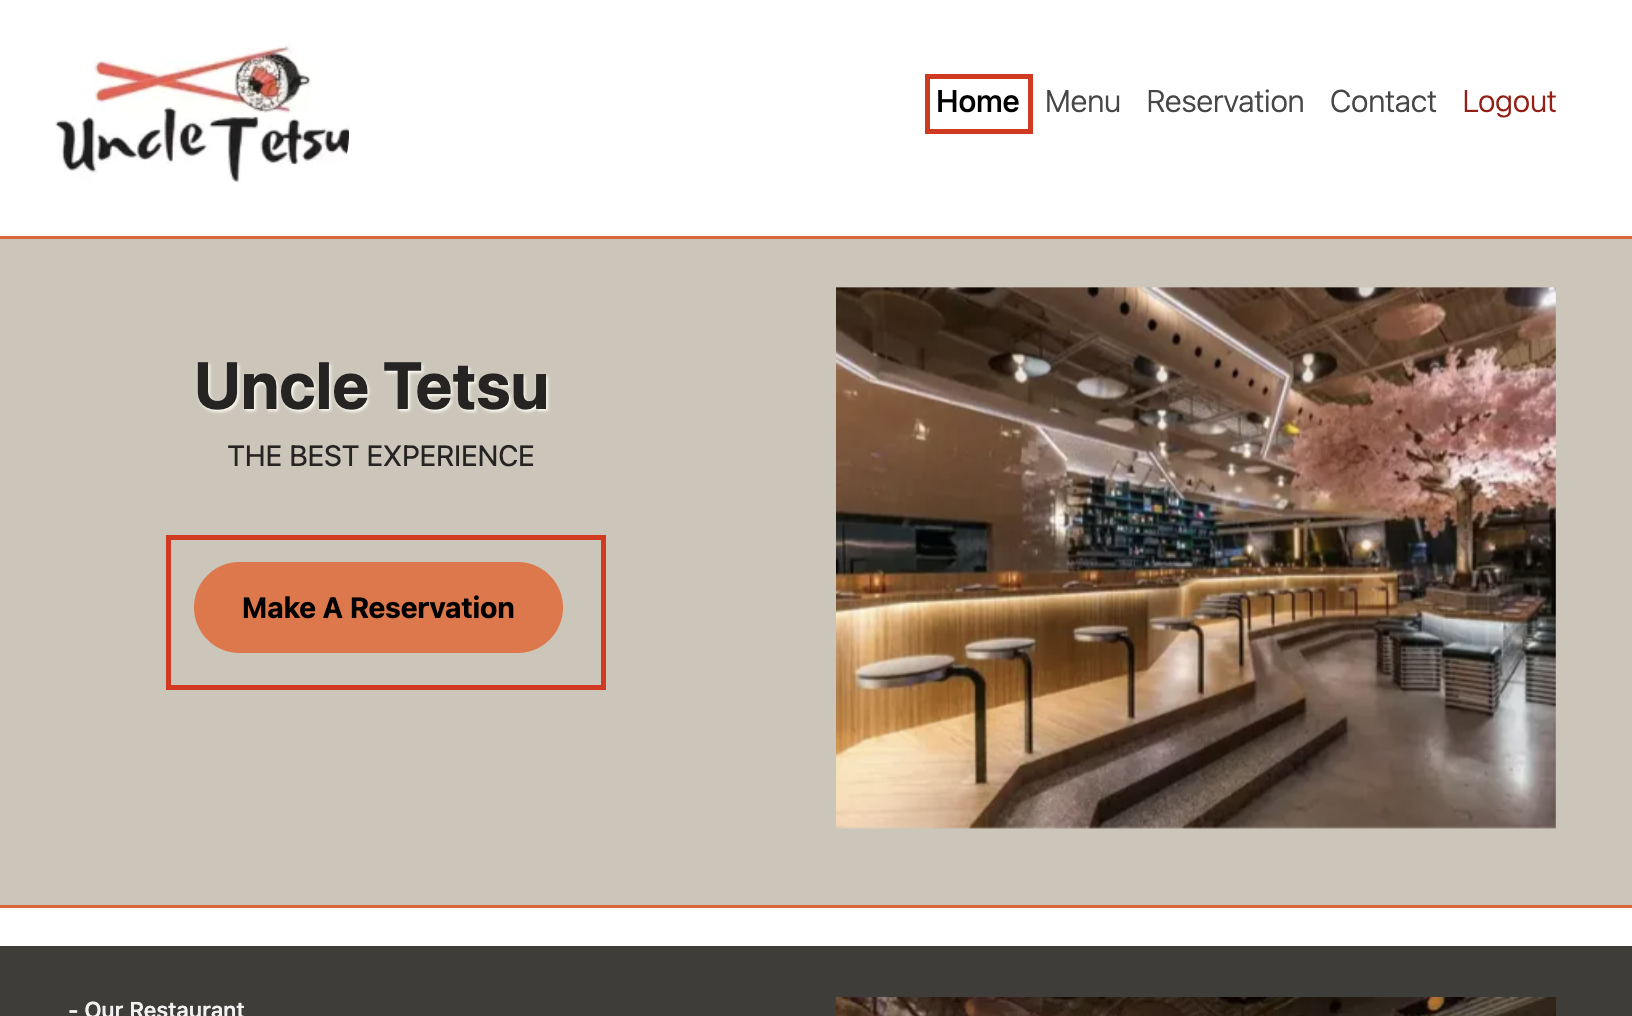 Uncle Tetsu
Home Menu Reservation Contact Logout
Uncle Tetsu
THE BEST EXPERIENCE
Make A Reservation
- Our Restaurant